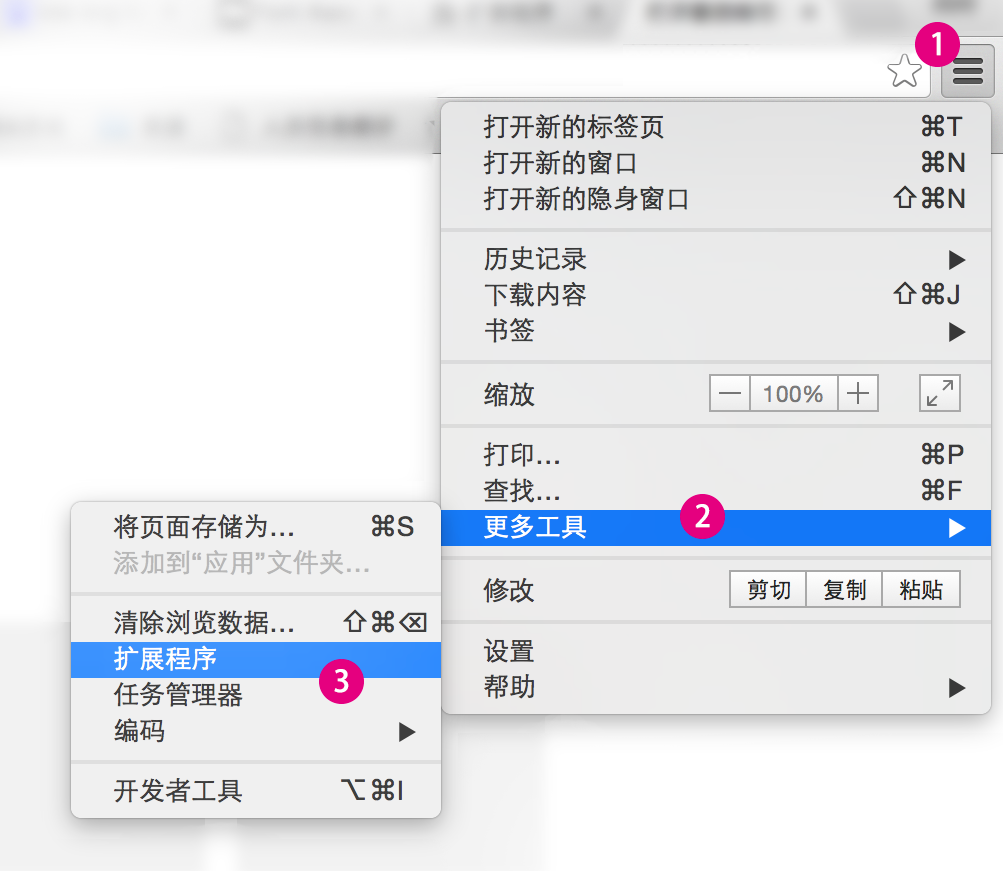 1
打开新的标签页 ⌘T
打开新的窗口 ⌘N
打开新的隐身窗口 ⇧⌘N
历史记录 ▶
下载内容 ⇧⌘J
书签 ▶
缩放 — 100% +
打印... ⌘P
查找... ⌘F
更多工具 2 ▶
修改 剪切 复制 粘贴
设置
帮助 ▶
将页面存储为... ⌘S
添加到“应用”文件夹...
清除浏览数据... ⇧⌘⌫
扩展程序 3
任务管理器
编码 ▶
开发者工具 ⌥⌘I